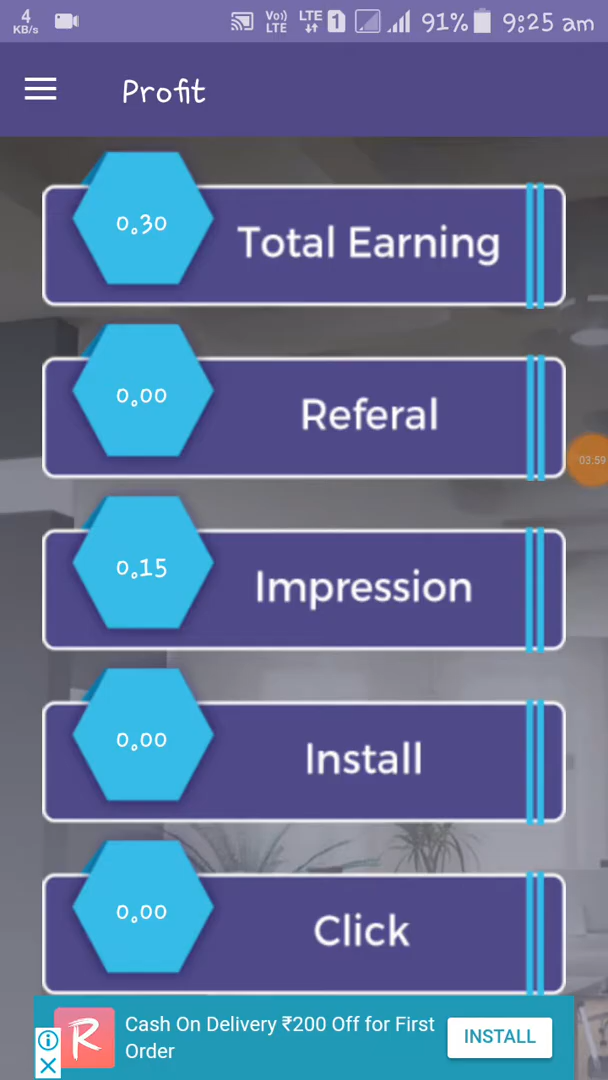 4
KB/s
Vo)
LTE
LTE
1
91%
9:25 am
Profit
0.30
Total Earning
0.00
Referal
03:59
0.15
Impression
0.00
Install
0.00
Click
R
Cash On Delivery ₹200 Off for First
Order
INSTALL